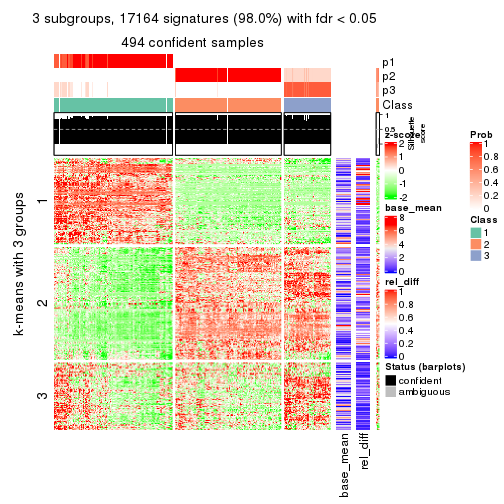 3 subgroups, 17164 signatures (98.0%) with fdr < 0.05
494 confident samples
p1
p2
p3
Class
1
0.5
0
Silhouette
score
k-means with 3 groups
1
2
3
base_mean
rel_diff
z-score
2
1
0
-1
-2
base_mean
8
6
4
2
0
rel_diff
1
0.8
0.6
0.4
0.2
0
Status (barplots)
confident
ambiguous
Prob
1
0.8
0.6
0.4
0.2
0
Class
1
2
3